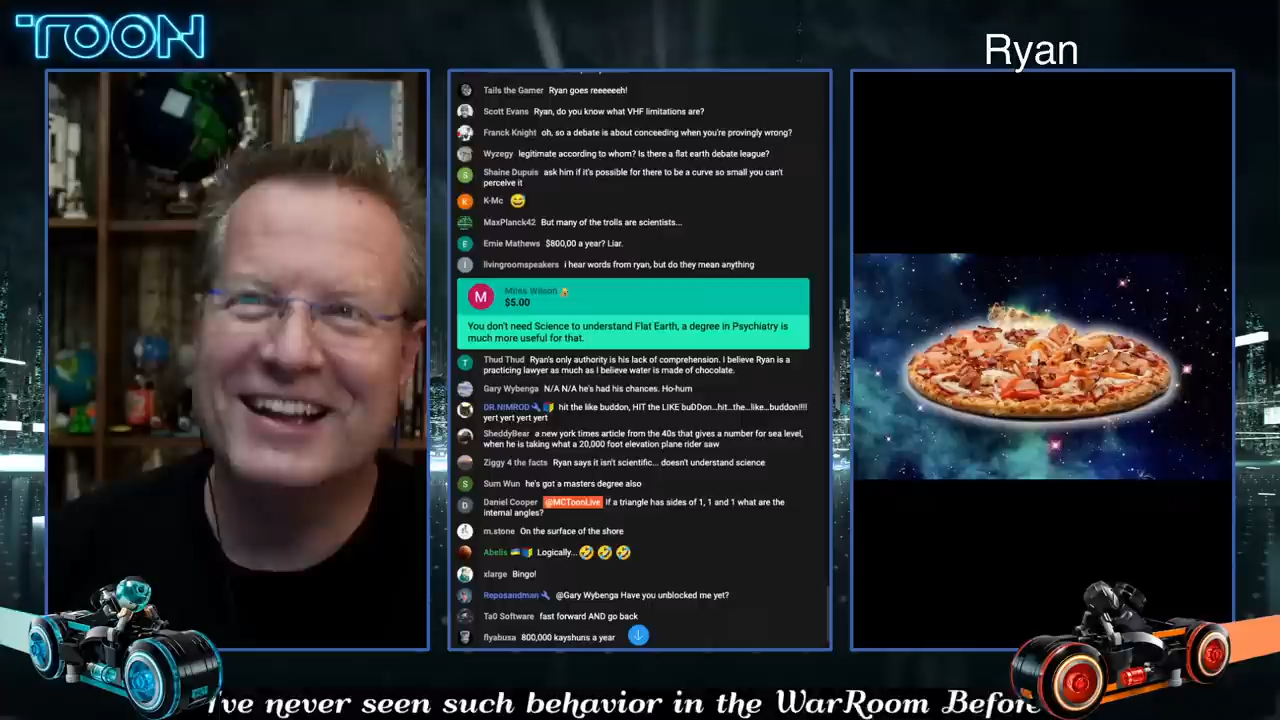 TOON
Ryan
Tails the Gamer Ryan goes reeeeeh!
Scott Evans Ryan, do you know what VHF limitations are?
Franck Knight oh, so a debate is about conceeding when you're provingly wrong?
Wyzegy legitimate according to whom? Is there a flat earth debate league?
Shaine Dupuis ask him if it's possible for there to be a curve so small you can't
perceive it
K-Mc 😅
MaxPlanck42 But many of the trolls are scientists...
Ernie Mathews $800,00 a year? Liar.
livingroomspeakers i hear words from ryan, but do they mean anything
M
Miles Wilson
$5.00
You don't need Science to understand Flat Earth, a degree in Psychiatry is
much more useful for that.
Thud Thud Ryan's only authority is his lack of comprehension. I believe Ryan is a
practicing lawyer as much as I believe water is made of chocolate.
Gary Wybenga N/A N/A he's had his chances. Ho-hum
DR.NIMROD hit the like buddon, HIT the LIKE buDDon...hit...the...like...buddon!!!!
yert yert yert yert
SheddyBear a new york times article from the 40s that gives a number for sea level,
when he is taking what a 20,000 foot elevation plane rider saw
Ziggy 4 the facts Ryan says it isn't scientific... doesn't understand science
Sum Wun he's got a masters degree also
Daniel Cooper @MCToonLive If a triangle has sides of 1, 1 and 1 what are the
internal angles?
m.stone On the surface of the shore
Abelis Logically...🤣🤣🤣
xlarge Bingo!
Reposandman @Gary Wybenga Have you unblocked me yet?
Ta0 Software fast forward AND go back
flyabusa 800,000 kayshuns a year
I've never seen such behavior in the WarRoom Before